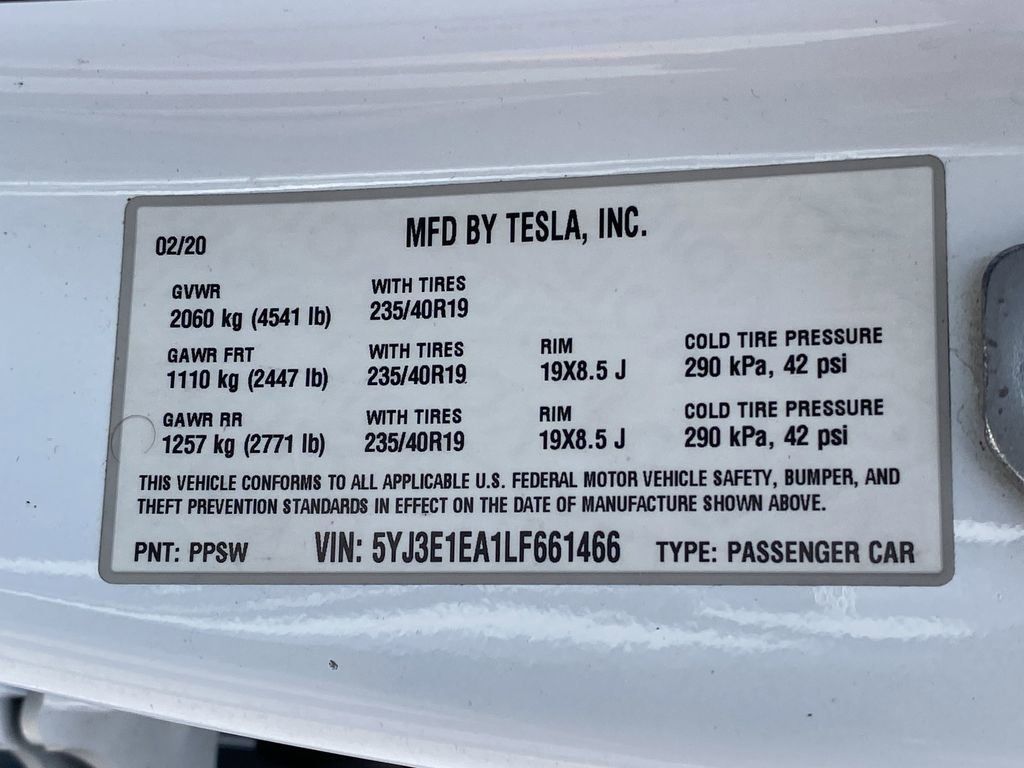 02/20 MFD BY TESLA, INC.
GVWR WITH TIRES
2060 kg (4541 lb) 235/40R19
GAWR FRT WITH TIRES RIM COLD TIRE PRESSURE
1110 kg (2447 lb) 235/40R19 19X8.5 J 290 kPa, 42 psi
GAWR RR WITH TIRES RIM COLD TIRE PRESSURE
1257 kg (2771 lb) 235/40R19 19X8.5 J 290 kPa, 42 psi
THIS VEHICLE CONFORMS TO ALL APPLICABLE U.S. FEDERAL MOTOR VEHICLE SAFETY, BUMPER, AND
THEFT PREVENTION STANDARDS IN EFFECT ON THE DATE OF MANUFACTURE SHOWN ABOVE.
PNT: PPSW VIN: 5YJ3E1EA1LF661466 TYPE: PASSENGER CAR